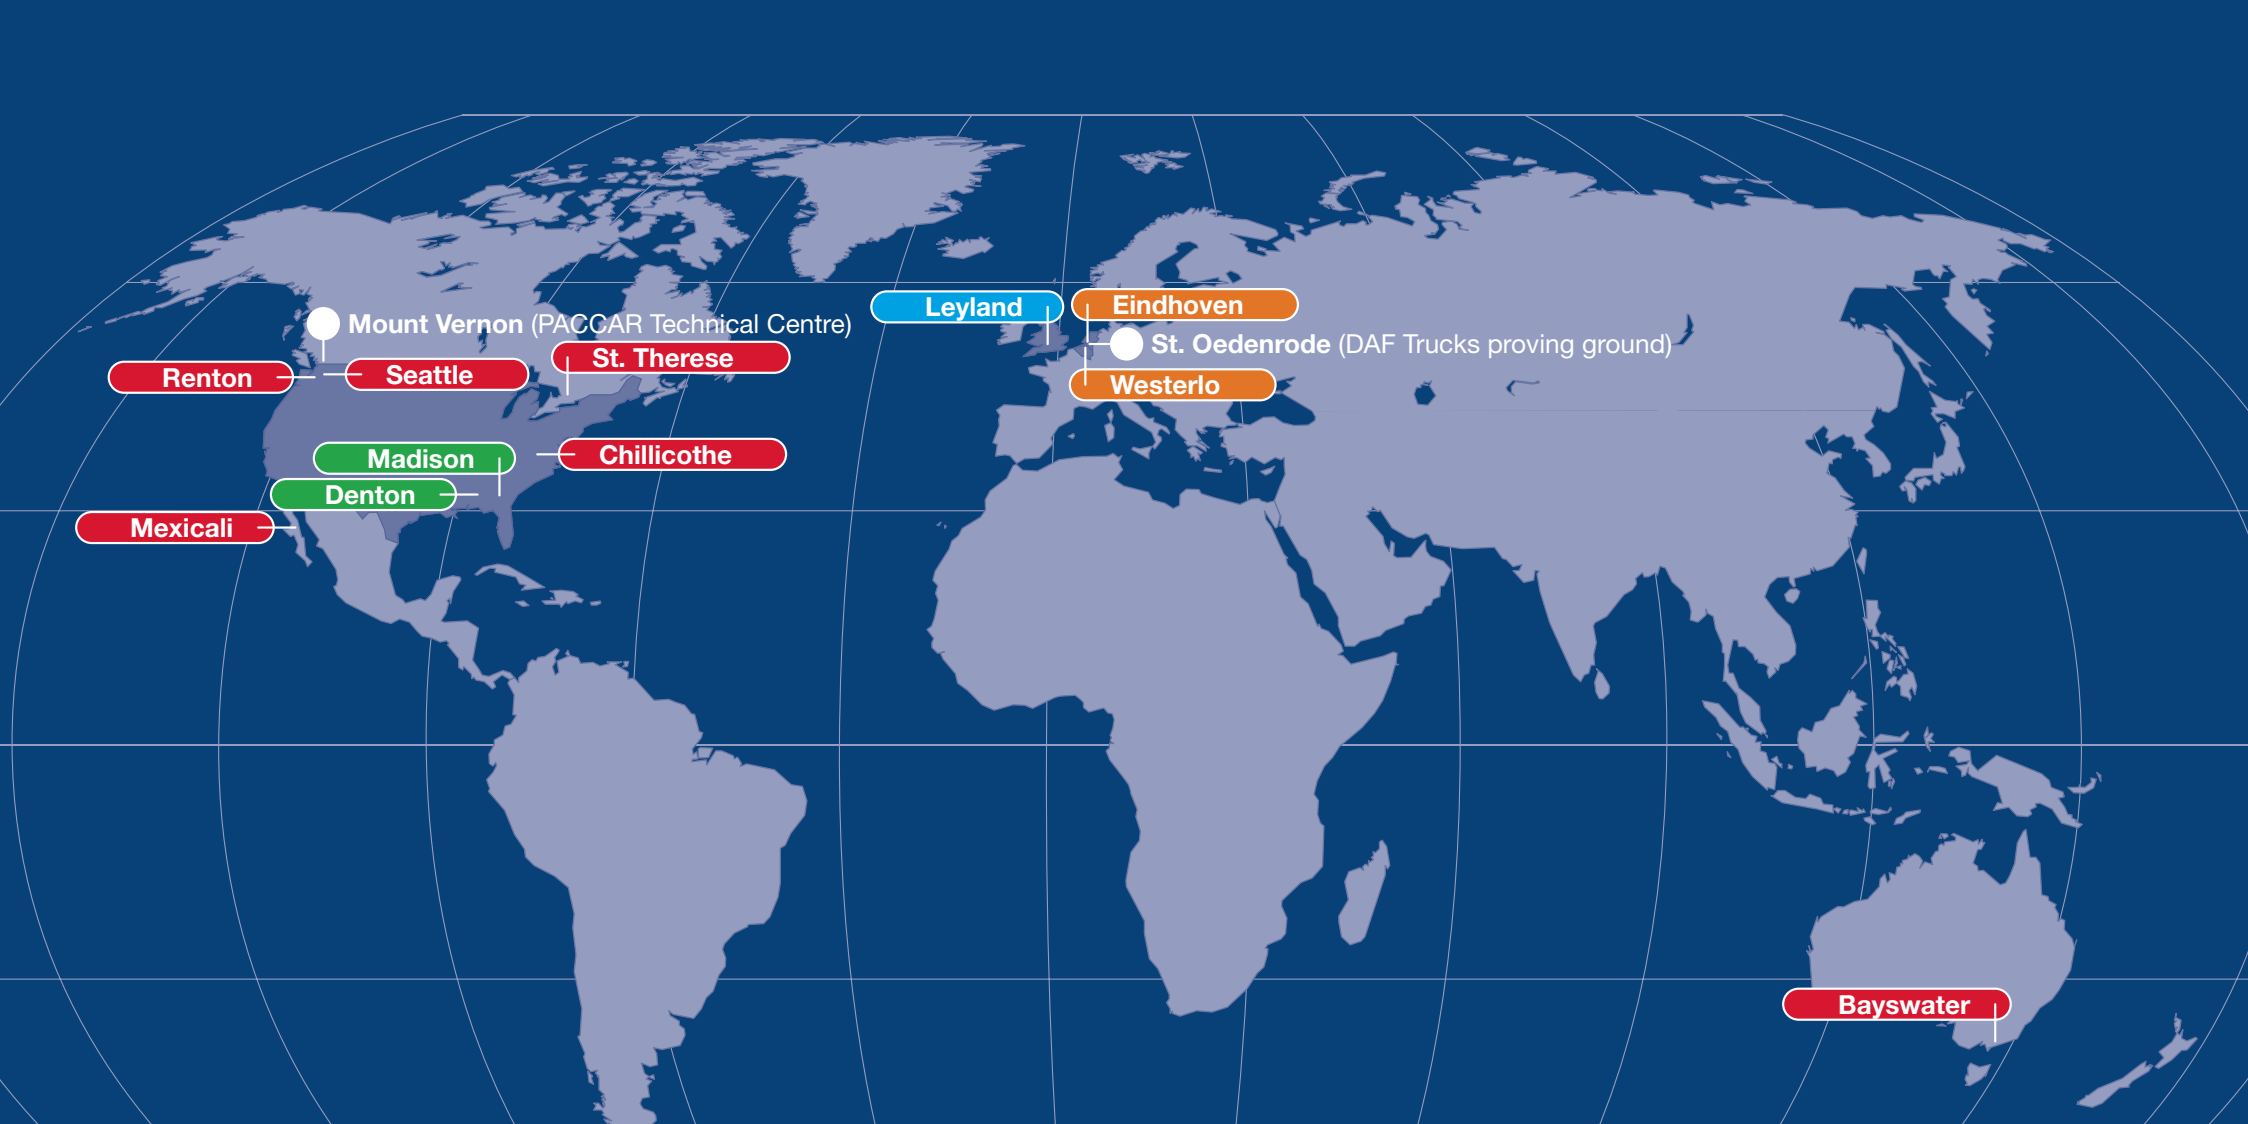 Mount Vernon (PACCAR Technical Centre)
Renton
Seattle
St. Therese
Madison
Chillicothe
Denton
Mexicali
Leyland
Eindhoven
St. Oedenrode (DAF Trucks proving ground)
Westerlo
Bayswater